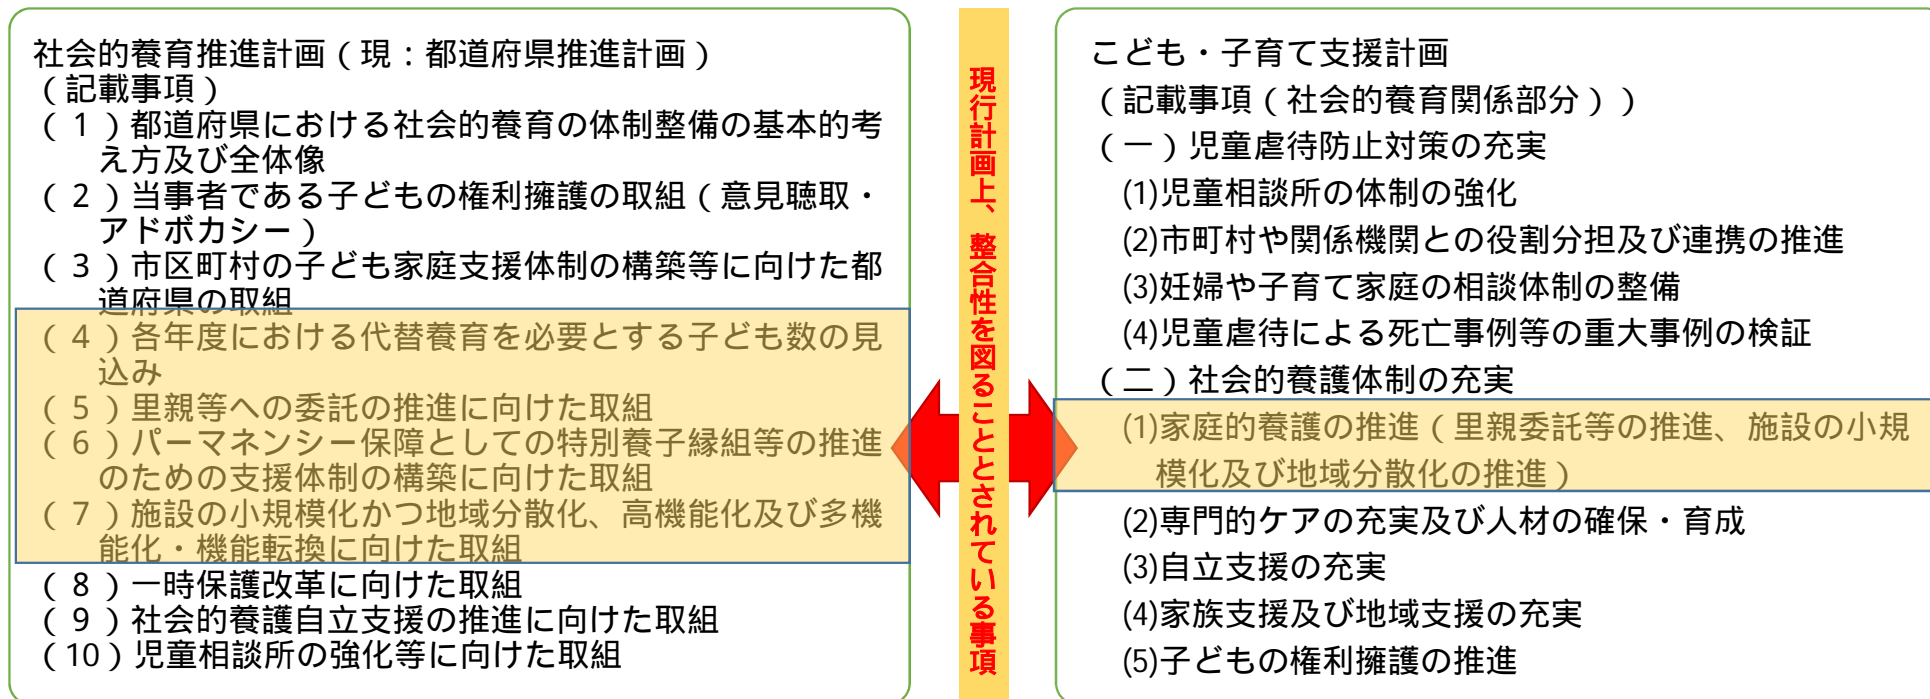 社会的養育推進計画（現：都道府県推進計画）
（記載事項）
（１）都道府県における社会的養育の体制整備の基本的考
え方及び全体像
（２）当事者である子どもの権利擁護の取組（意見聴取・
アドボカシー）
（３）市区町村の子ども家庭支援体制の構築等に向けた都
道府県の取組
（４）各年度における代替養育を必要とする子ども数の見
込み
（５）里親等への委託の推進に向けた取組
（６）パーマネンシー保障としての特別養子縁組等の推進
のための支援体制の構築に向けた取組
（７）施設の小規模化かつ地域分散化、高機能化及び多機
能化・機能転換に向けた取組
（８）一時保護改革に向けた取組
（９）社会的養護自立支援の推進に向けた取組
（10）児童相談所の強化等に向けた取組
現行計画上、整合性を図ることとされている事項
こども・子育て支援計画
（記載事項（社会的養育関係部分））
（一）児童虐待防止対策の充実
(1)児童相談所の体制の強化
(2)市町村や関係機関との役割分担及び連携の推進
(3)妊婦や子育て家庭の相談体制の整備
(4)児童虐待による死亡事例等の重大事例の検証
（二）社会的養護体制の充実
(1)家庭的養護の推進（里親委託等の推進、施設の小規
模化及び地域分散化の推進）
(2)専門的ケアの充実及び人材の確保・育成
(3)自立支援の充実
(4)家族支援及び地域支援の充実
(5)子どもの権利擁護の推進